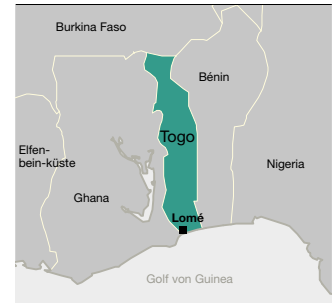 Burkina Faso
Bénin
Togo
Elfen-
bein-küste
Nigeria
Ghana
Lomé
Golf von Guinea